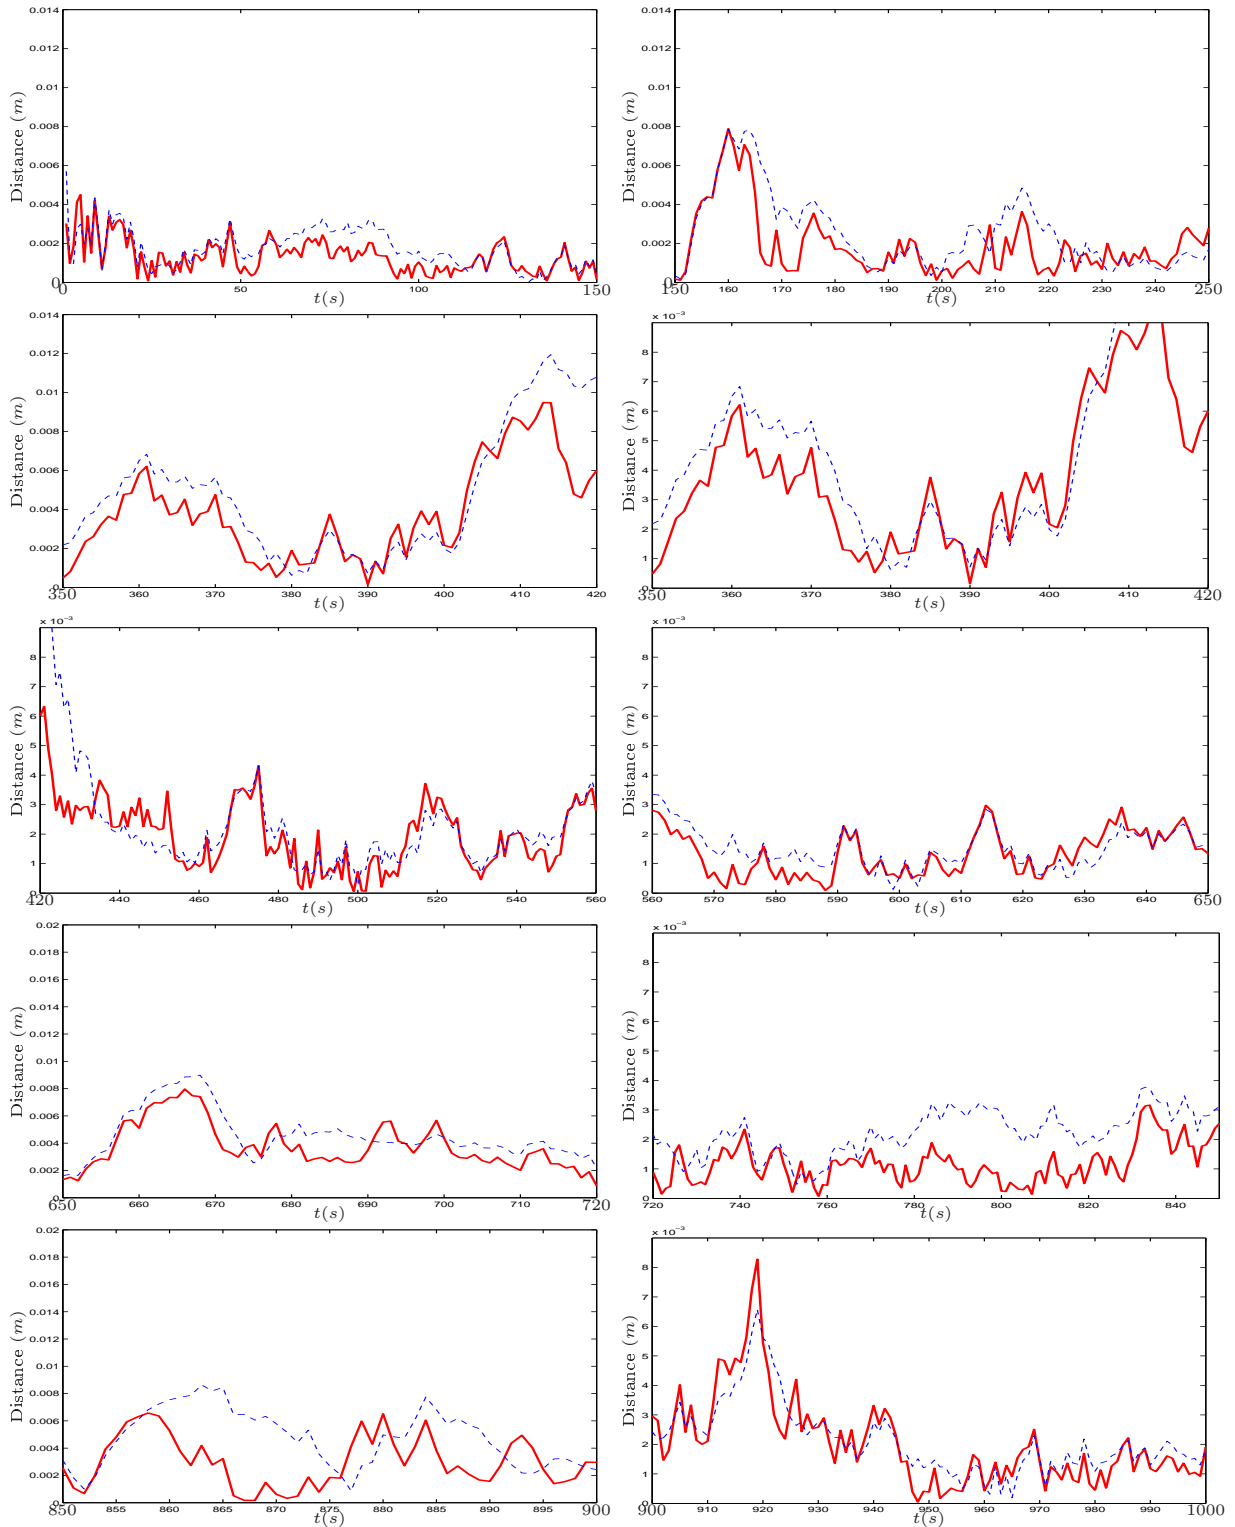 0.014 0.012 0.01 0.008 0.006 0.004 0.002 0
Distance (m)
0 50 100 150
t(s)
0.014 0.012 0.01 0.008 0.006 0.004 0.002 0
Distance (m)
150 160 170 180 190 200 210 220 230 240 250
t(s)
0.014 0.012 0.01 0.008 0.006 0.004 0.002 0
Distance (m)
350 360 370 380 390 400 410 420
t(s)
x 10⁻³
8 7 6 5 4 3 2 1 0
Distance (m)
350 360 370 380 390 400 410 420
t(s)
x 10⁻³
8 7 6 5 4 3 2 1 0
Distance (m)
420 440 460 480 500 520 540 560
t(s)
x 10⁻³
8 7 6 5 4 3 2 1 0
Distance (m)
560 570 580 590 600 610 620 630 640 650
t(s)
0.02 0.018 0.016 0.014 0.012 0.01 0.008 0.006 0.004 0.002 0
Distance (m)
650 660 670 680 690 700 710 720
t(s)
x 10⁻³
8 7 6 5 4 3 2 1 0
Distance (m)
720 740 760 780 800 820 840
t(s)
0.02 0.018 0.016 0.014 0.012 0.01 0.008 0.006 0.004 0.002 0
Distance (m)
850 855 860 865 870 875 880 885 890 895 900
t(s)
x 10⁻³
8 7 6 5 4 3 2 1 0
Distance (m)
900 910 920 930 940 950 960 970 980 990 1000
t(s)